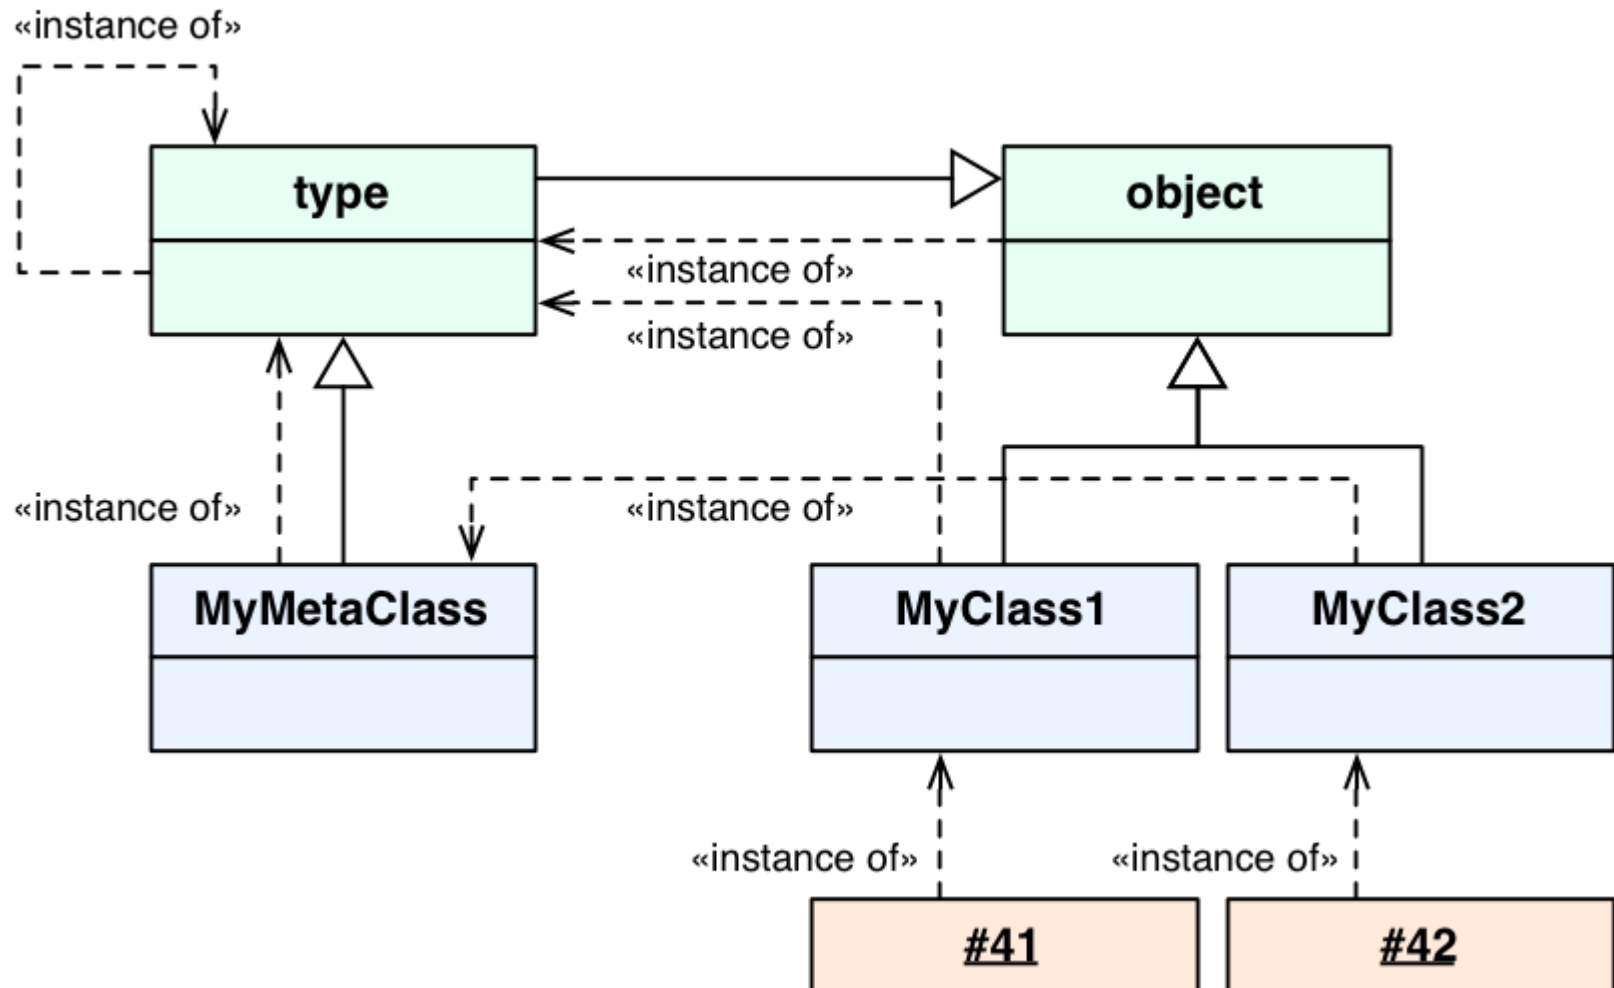 «instance of»
type
object
«instance of»
«instance of»
«instance of»
«instance of»
MyMetaClass
MyClass1
MyClass2
«instance of»
«instance of»
#41
#42